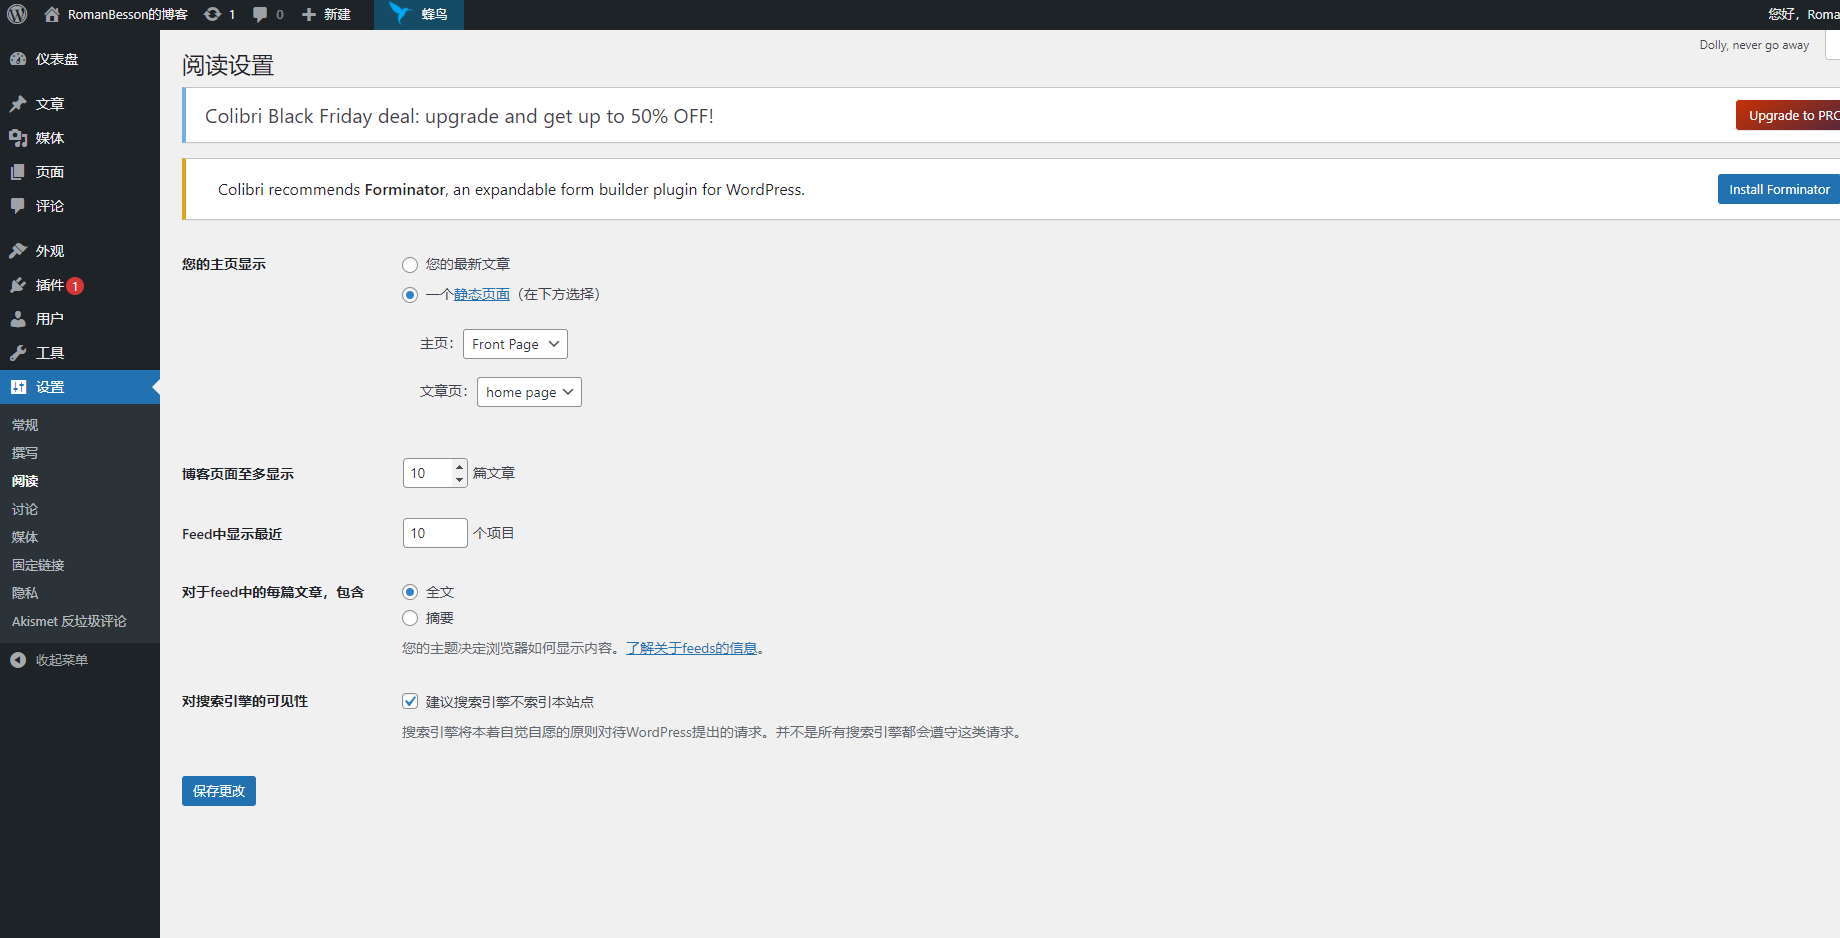 RomanBesson的博客 1 0 新建 蜂鸟 您好，Roma
Dolly, never go away
仪表盘
文章
媒体
页面
评论
外观
插件 1
用户
工具
设置
常规
撰写
阅读
讨论
媒体
固定链接
隐私
Akismet 反垃圾评论
收起菜单
阅读设置
Colibri Black Friday deal: upgrade and get up to 50% OFF!
Upgrade to PRO
Colibri recommends Forminator, an expandable form builder plugin for WordPress.
Install Forminator
您的主页显示
您的最新文章
一个静态页面（在下方选择）
主页： Front Page
文章页： home page
博客页面至多显示 10 篇文章
Feed中显示最近 10 个项目
对于feed中的每篇文章，包含
全文
摘要
您的主题决定浏览器如何显示内容。了解关于feeds的信息。
对搜索引擎的可见性
建议搜索引擎不索引本站点
搜索引擎将本着自觉自愿的原则对待WordPress提出的请求。并不是所有搜索引擎都会遵守这类请求。
保存更改